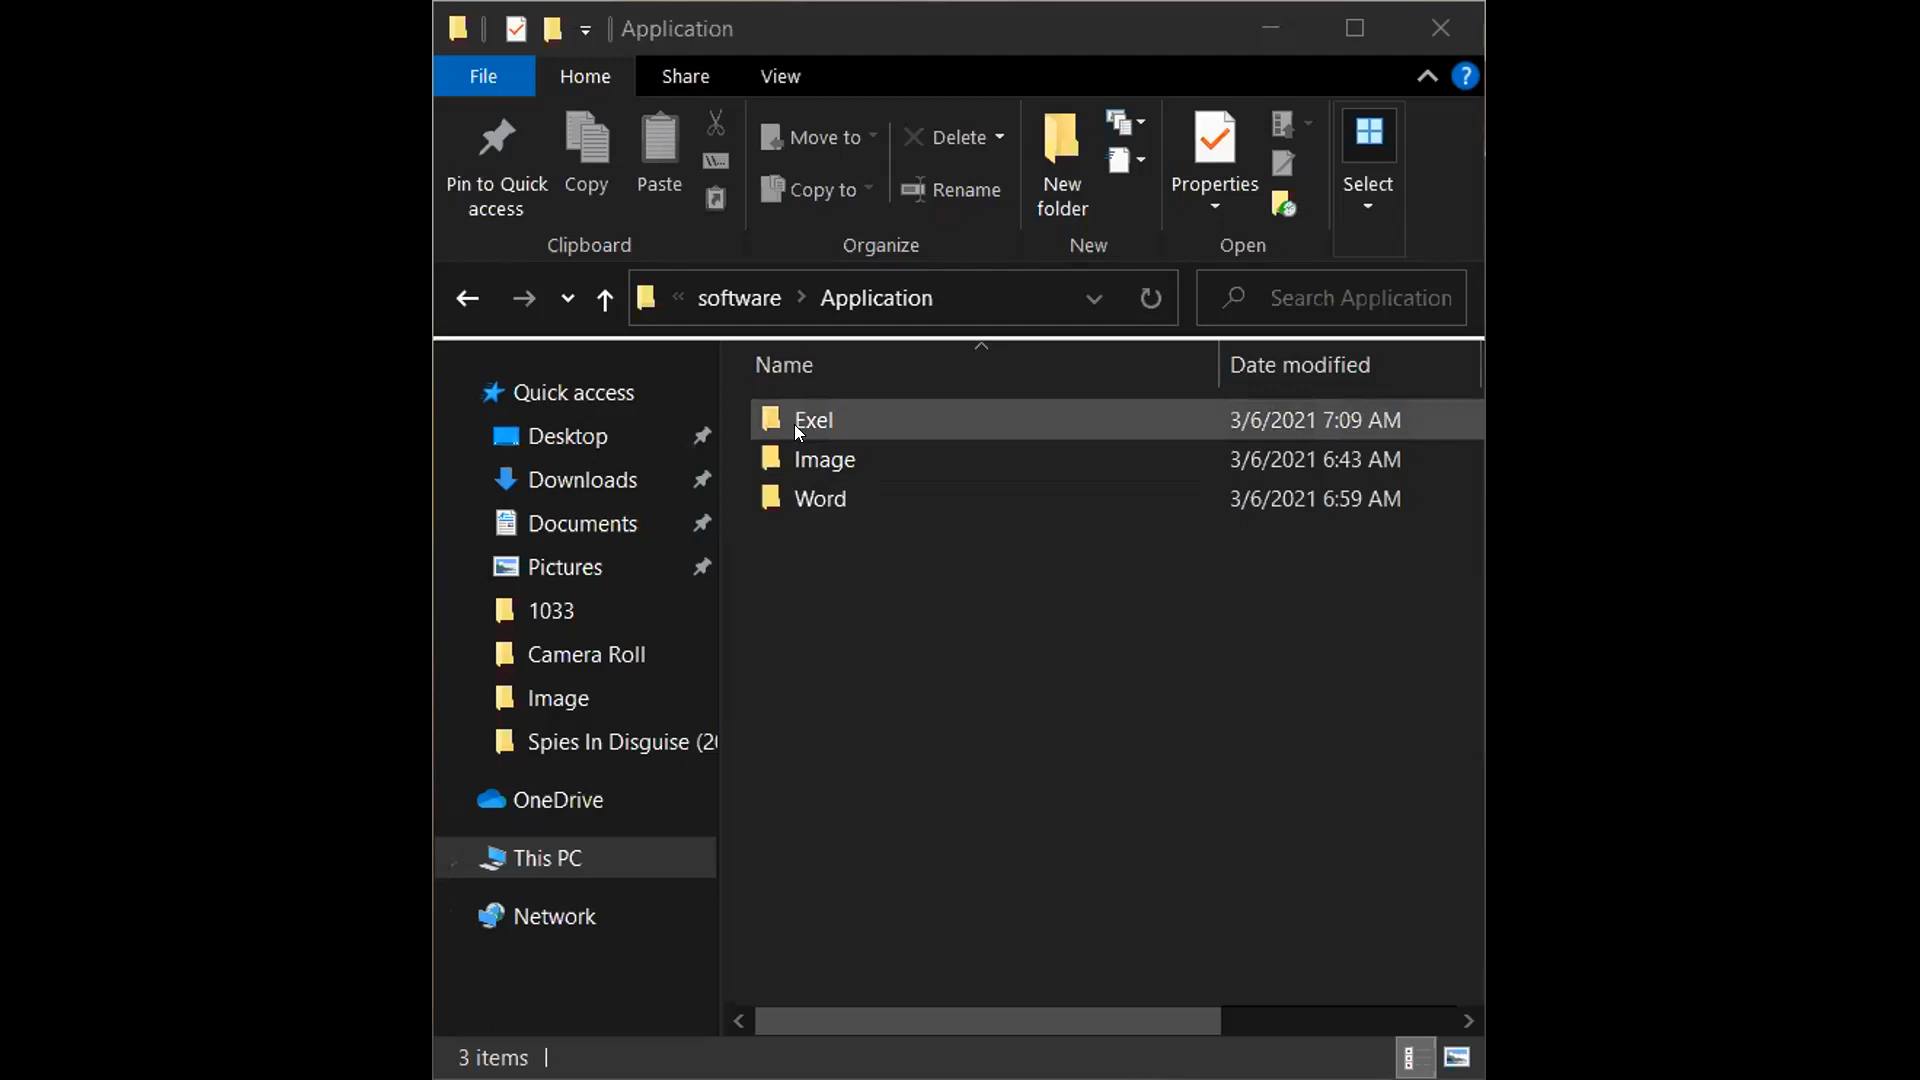 Application
File Home Share View
Pin to Quick access
Copy
Paste
Move to
Copy to
Delete
Rename
New folder
Properties
Select
Clipboard Organize New Open
software Application
Search Application
Name Date modified
Quick access
Desktop
Downloads
Documents
Pictures
1033
Camera Roll
Image
Spies In Disguise (20
OneDrive
This PC
Network
Exel 3/6/2021 7:09 AM
Image 3/6/2021 6:43 AM
Word 3/6/2021 6:59 AM
3 items